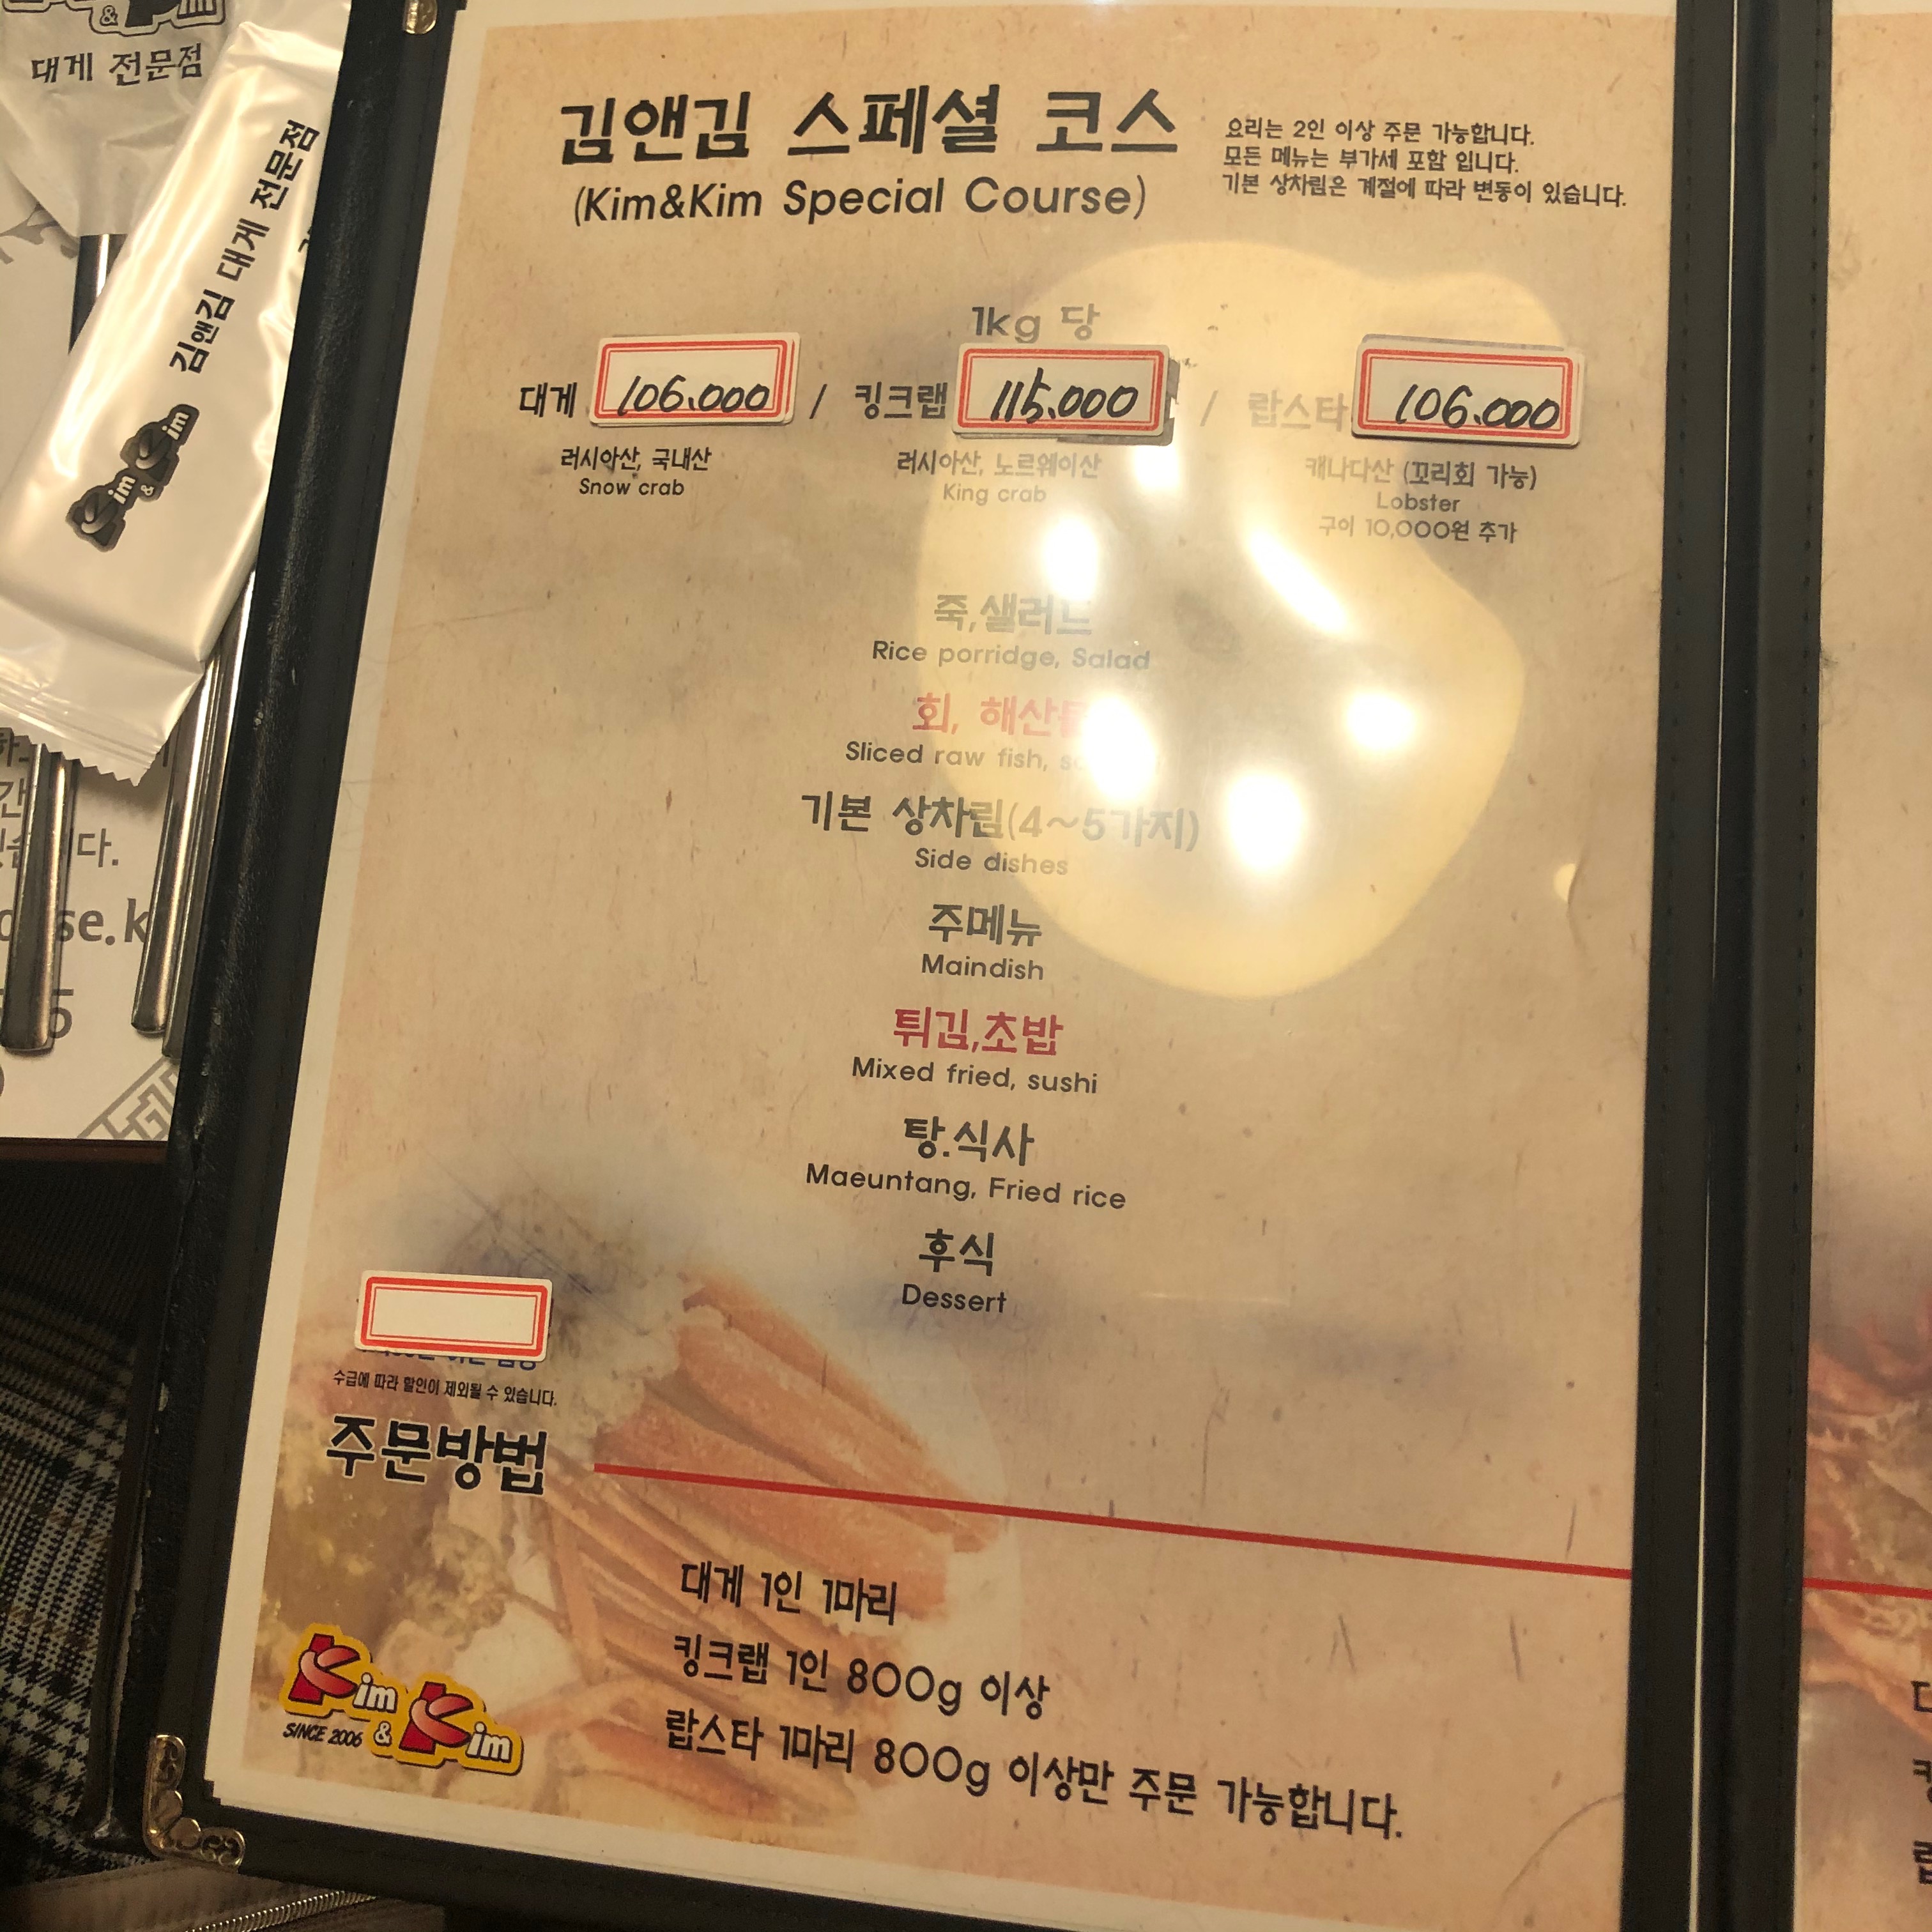 대게 전문점
김앤김 대게 전문점
Kim & Kim
김앤김 스페셜 코스
(Kim&Kim Special Course)
요리는 2인 이상 주문 가능합니다.
모든 메뉴는 부가세 포함 입니다.
기본 상차림은 계절에 따라 변동이 있습니다.
1kg 당
대게 106.000 / 킹크랩 115.000 / 랍스타 106.000
러시아산, 국내산
Snow crab
러시아산, 노르웨이산
King crab
캐나다산 (꼬리회 가능)
Lobster
구이 10,000원 추가
죽,샐러드
Rice porridge, Salad
회,
Sliced raw fish,
기본 상차림(4~5가지)
Side dishes
주메뉴
Maindish
튀김,초밥
Mixed fried, sushi
탕.식사
Maeuntang, Fried rice
후식
Dessert
수급에 따라 할인이 제외될 수 있습니다.
주문방법
대게 1인 1마리
킹크랩 1인 800g 이상
랍스타 1마리 800g 이상만 주문 가능합니다.
Kim & Kim
SINCE 2006